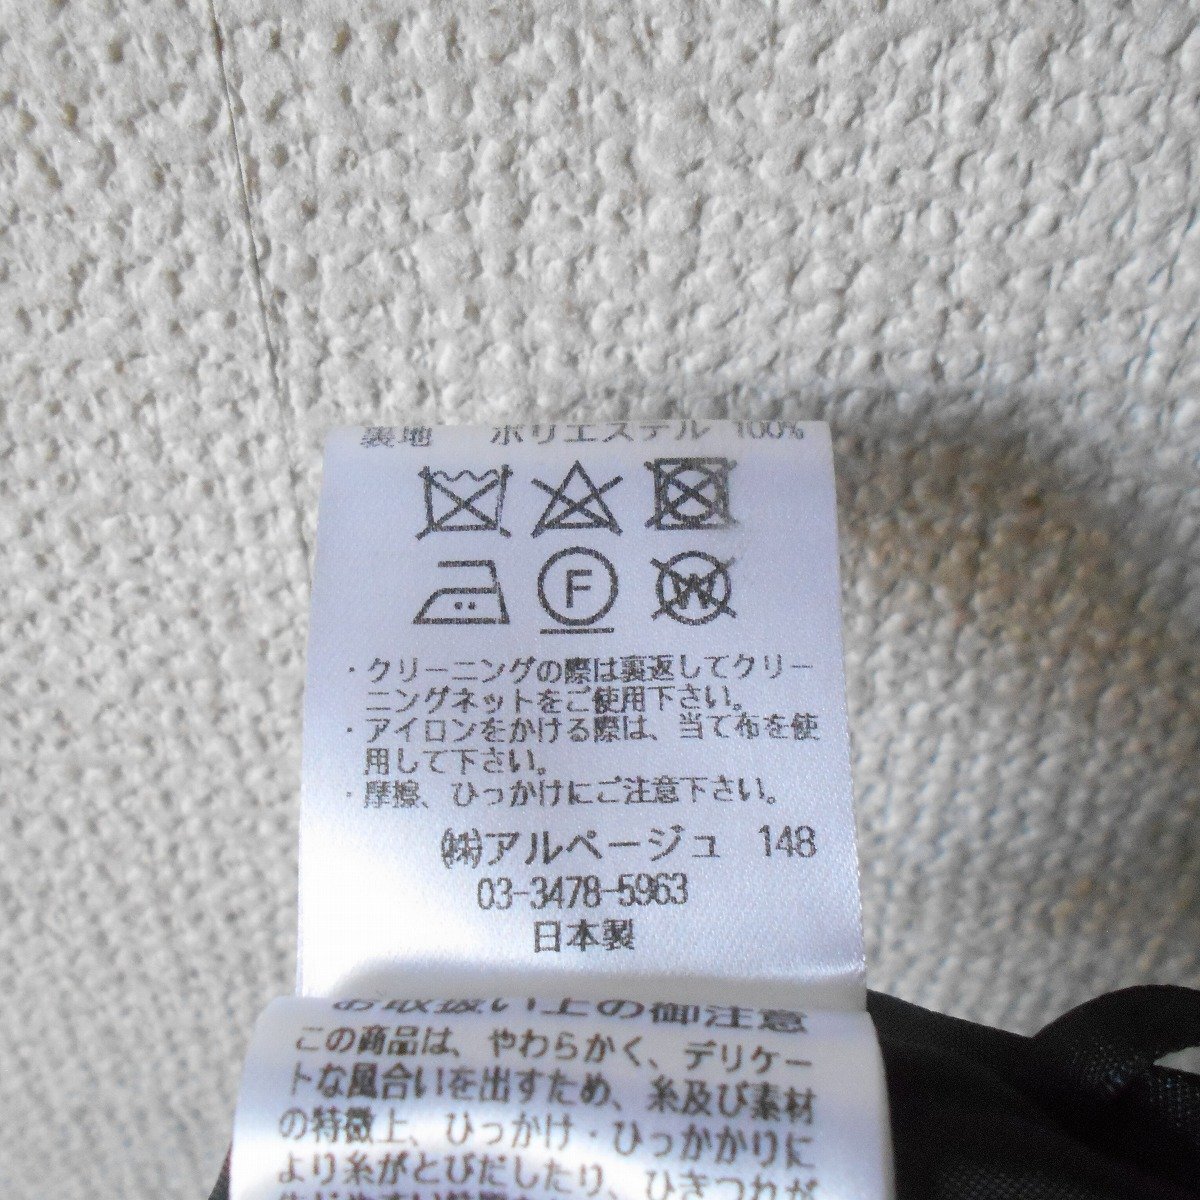 裏地 ポリエステル 100%
F
W
・クリーニングの際は裏返してクリー
ニングネットをご使用下さい。
・アイロンをかける際は、当て布を使
用して下さい。
・摩擦、ひっかけにご注意下さい。
㈱アルページュ 148
03-3478-5963
日本製
お取扱い上の御注意
この商品は、やわらかく、デリケー
トな風合いを出すため、糸及び素材
の特徴上、ひっかけ・ひっかかりに
より糸がとびだしたり、ひきつれが